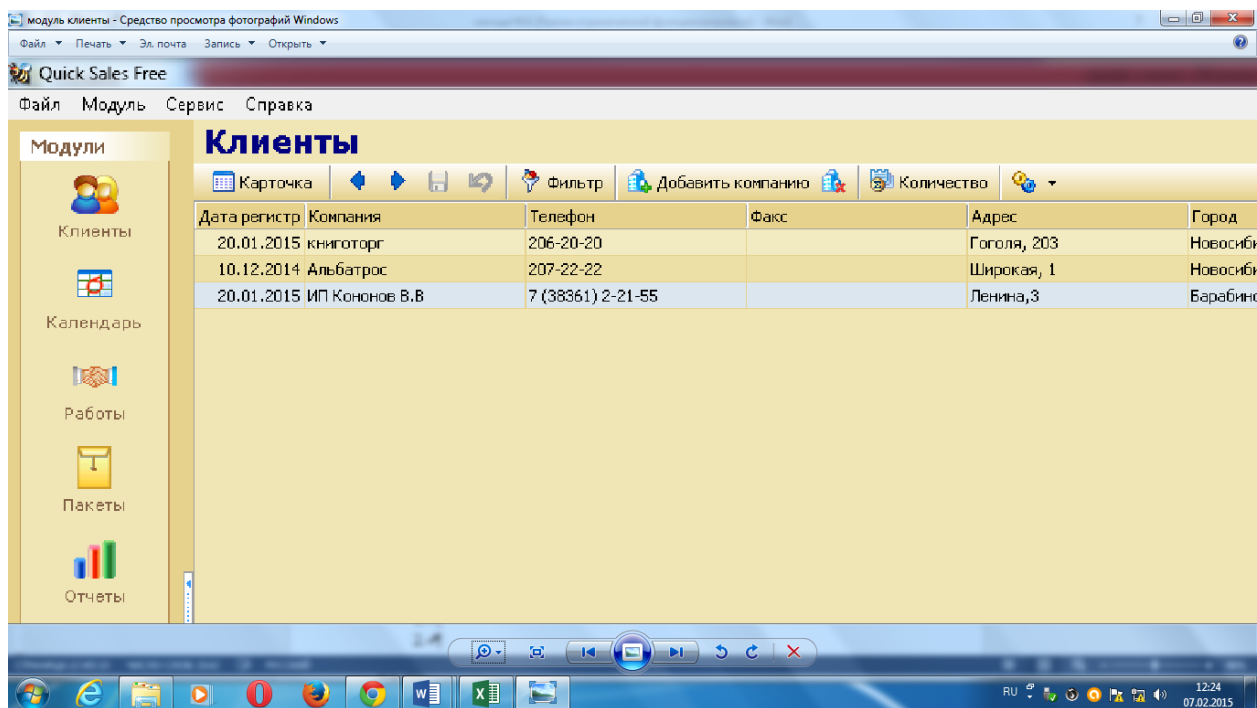 модуль клиенты - Средство просмотра фотографий Windows
Файл Печать Эл. почта Запись Открыть
Quick Sales Free
Файл Модуль Сервис Справка
Модули
Клиенты
Календарь
Работы
Пакеты
Отчеты
Клиенты
Карточка Фильтр Добавить компанию Количество
Дата регистр Компания Телефон Факс Адрес Город
20.01.2015 книготорг 206-20-20 Гоголя, 203 Новосиби
10.12.2014 Альбатрос 207-22-22 Широкая, 1 Новосиби
20.01.2015 ИП Кононов В.В 7 (38361) 2-21-55 Ленина,3 Барабинс
RU 12:24
07.02.2015